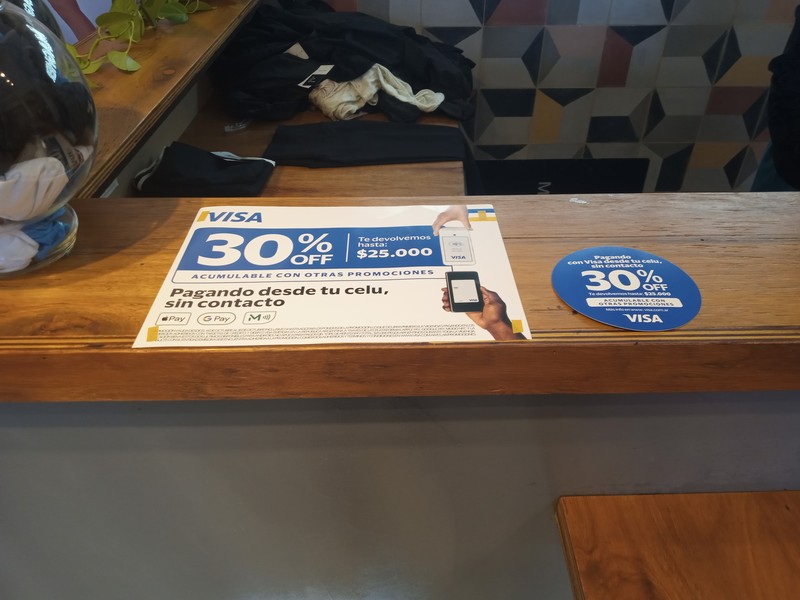 VISA
30% OFF
Te devolvemos
hasta:
$25.000
ACUMULABLE CON OTRAS PROMOCIONES
Pagando desde tu celu,
sin contacto
Pay
G Pay
M
VISA
Pagando
con Visa desde tu celu,
sin contacto
30% OFF
Te devolvemos hasta $25.000
ACUMULABLE CON
OTRAS PROMOCIONES
VISA